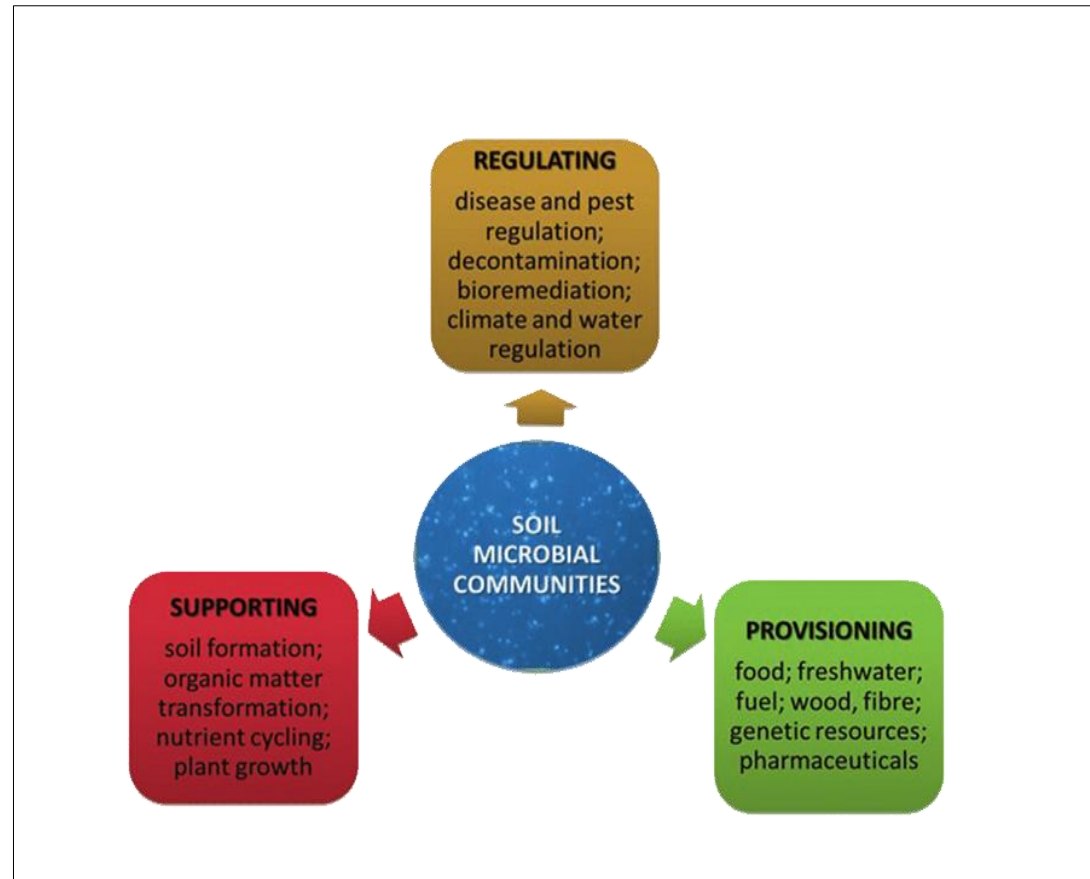 REGULATING
disease and pest
regulation;
decontamination;
bioremediation;
climate and water
regulation
SOIL
MICROBIAL
COMMUNITIES
SUPPORTING
soil formation;
organic matter
transformation;
nutrient cycling;
plant growth
PROVISIONING
food; freshwater;
fuel; wood, fibre;
genetic resources;
pharmaceuticals